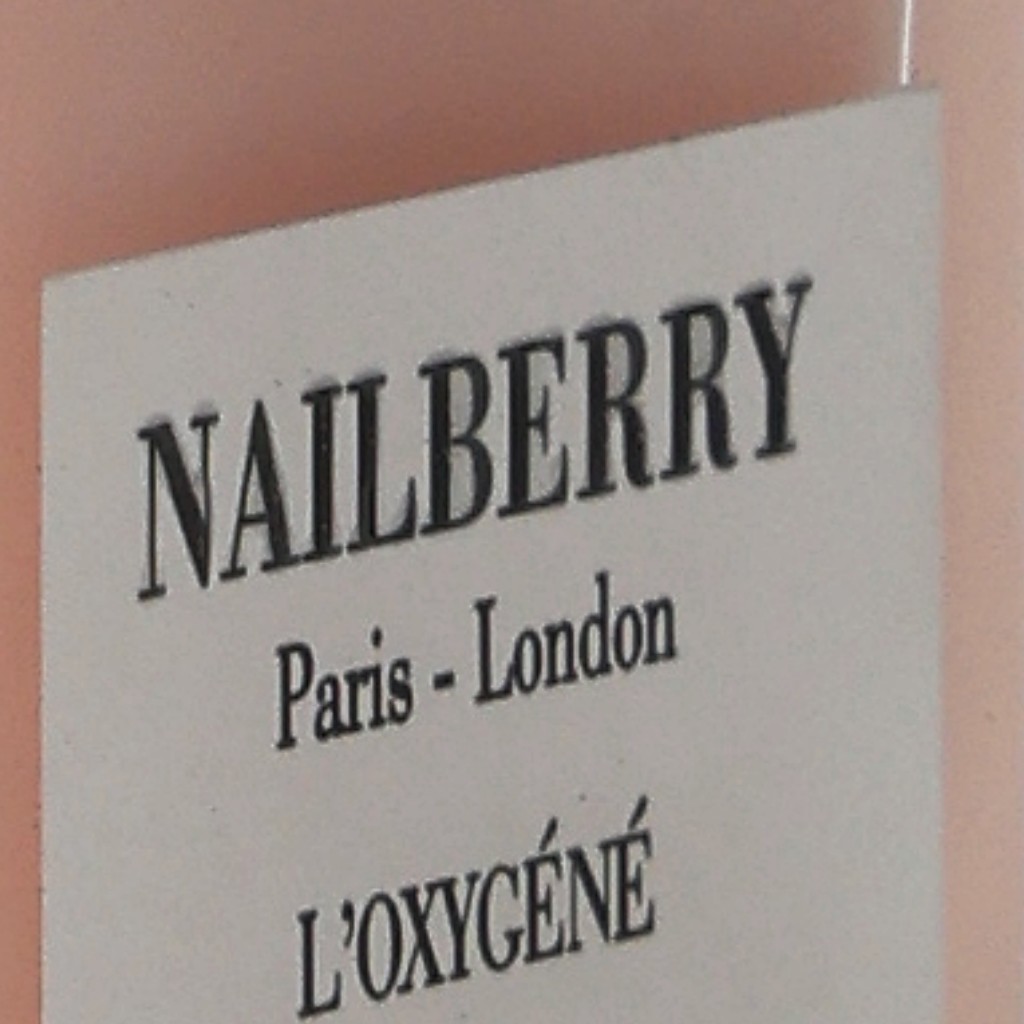 NAILBERRY
Paris - London
L'OXYGÉNÉ